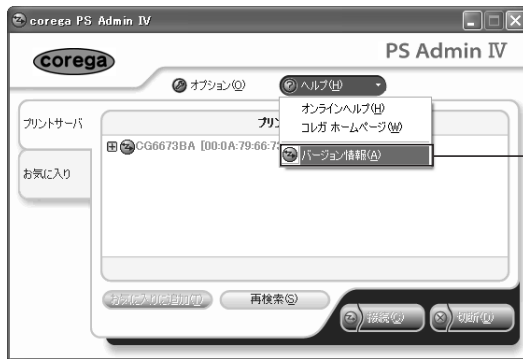 corega PS Admin IV
corega
PS Admin IV
オプション(O)
ヘルプ(H)
オンラインヘルプ(H)
コレガ ホームページ(W)
バージョン情報(A)
プリントサーバ
お気に入り
プリン
CG6673BA [00:0A:79:66:73
お気に入りに追加(T)
再検索(S)
接続(C)
切断(D)